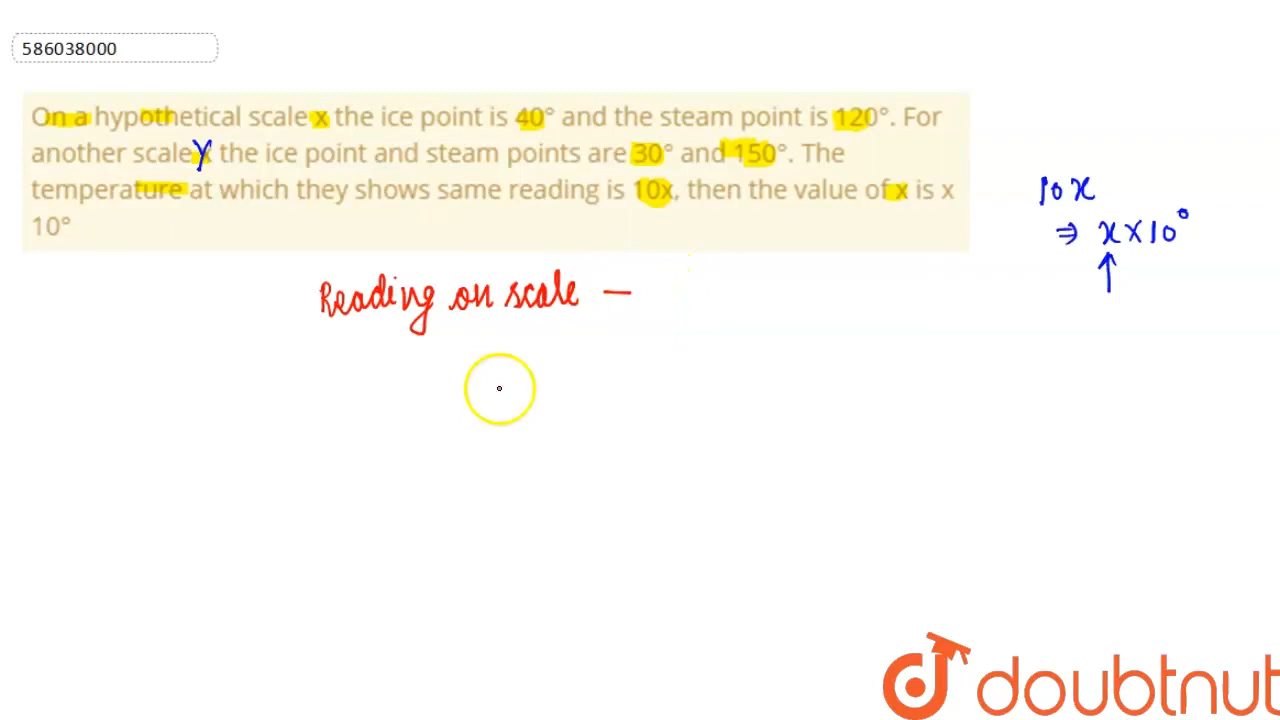 586038000
On a hypothetical scale x the ice point is 40° and the steam point is 120°. For
another scale Y the ice point and steam points are 30° and 150°. The
temperature at which they shows same reading is 10x, then the value of x is x
10°
10 x
⇒ x × 10°
Reading on scale —
doubtnut